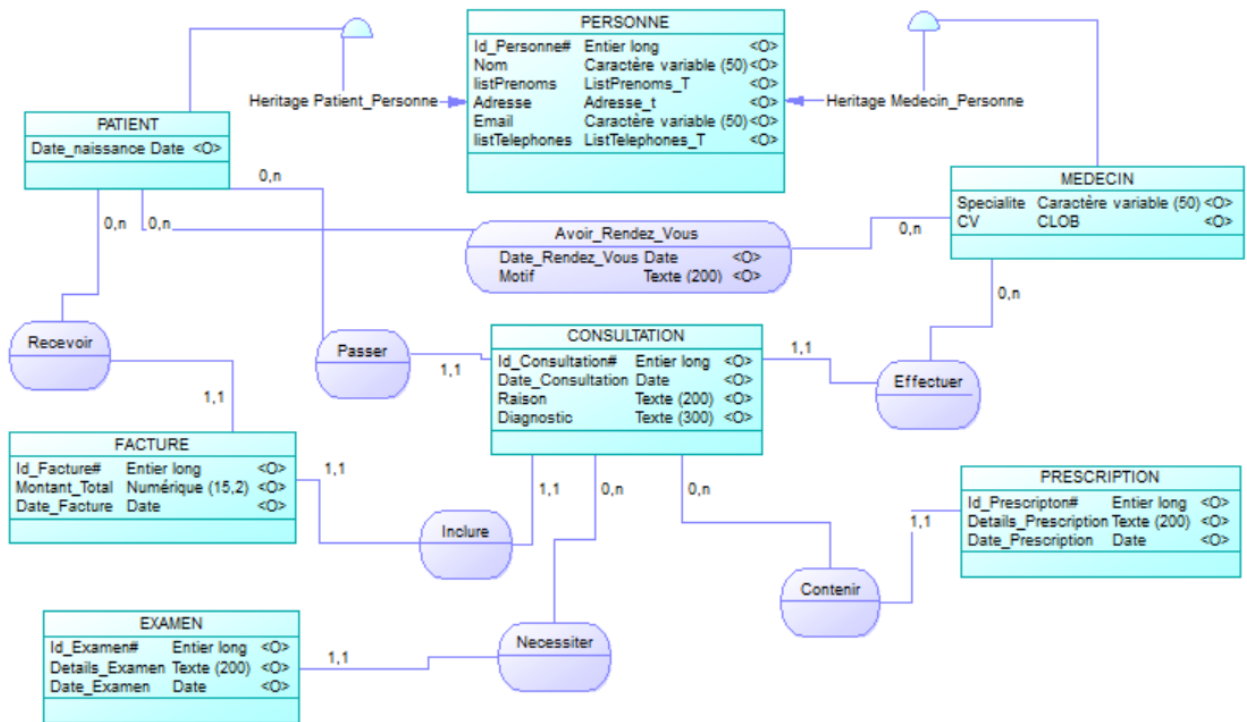 PERSONNE
Id_Personne# Entier long <O>
Nom Caractère variable (50) <O>
listPrenoms ListPrenoms_T <O>
Adresse Adresse_t <O>
Email Caractère variable (50) <O>
listTelephones ListTelephones_T <O>
Heritage Patient_Personne
Heritage Medecin_Personne
PATIENT
Date_naissance Date <O>
MEDECIN
Specialite Caractère variable (50) <O>
CV CLOB <O>
0,n
0,n
0,n
0,n
Avoir_Rendez_Vous
Date_Rendez_Vous Date <O>
Motif Texte (200) <O>
0,n
Recevoir
Passer
1,1
CONSULTATION
Id_Consultation# Entier long <O>
Date_Consultation Date <O>
Raison Texte (200) <O>
Diagnostic Texte (300) <O>
1,1
Effectuer
1,1
FACTURE
Id_Facture# Entier long <O>
Montant_Total Numérique (15,2) <O>
Date_Facture Date <O>
1,1
1,1
0,n
0,n
PRESCRIPTION
Id_Prescripton# Entier long <O>
Details_Prescription Texte (200) <O>
Date_Prescription Date <O>
1,1
Inclure
Contenir
EXAMEN
Id_Examen# Entier long <O>
Details_Examen Texte (200) <O>
Date_Examen Date <O>
1,1
Necessiter